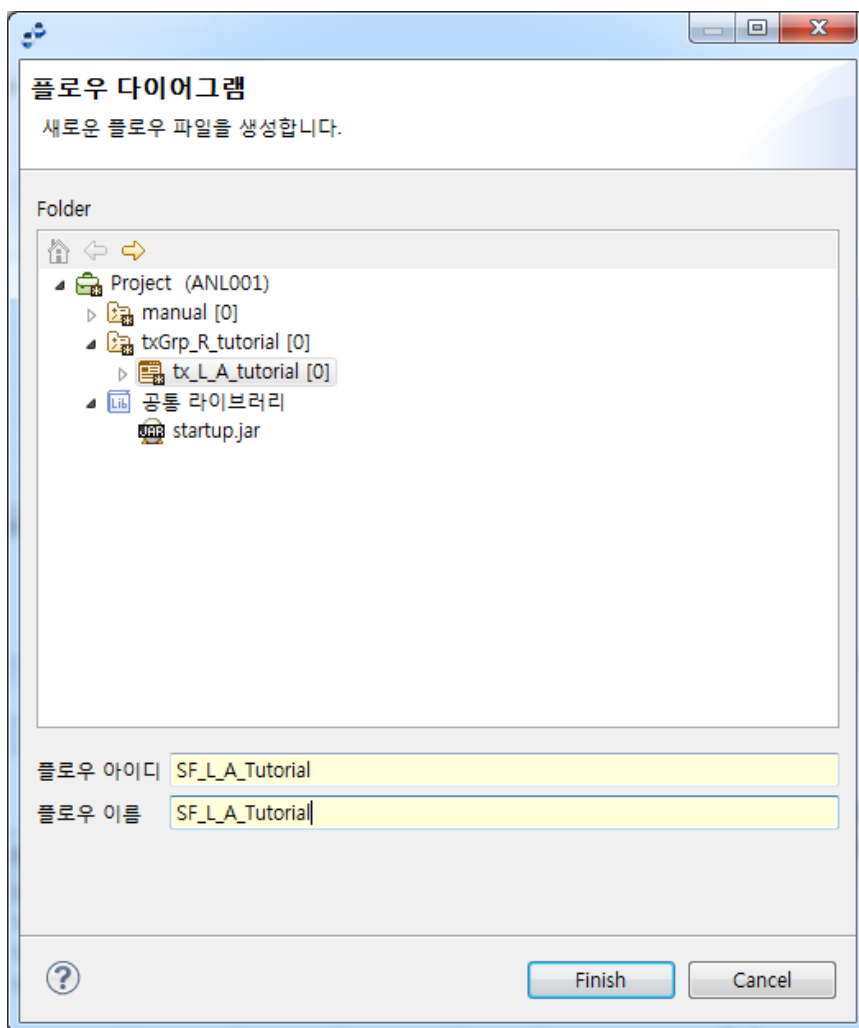 플로우 다이어그램
새로운 플로우 파일을 생성합니다.
Folder
Project (ANL001)
manual [0]
txGrp_R_tutorial [0]
tx_L_A_tutorial [0]
Lib 공통 라이브러리
JAR startup.jar
플로우 아이디 SF_L_A_Tutorial
플로우 이름 SF_L_A_Tutorial
? Finish Cancel